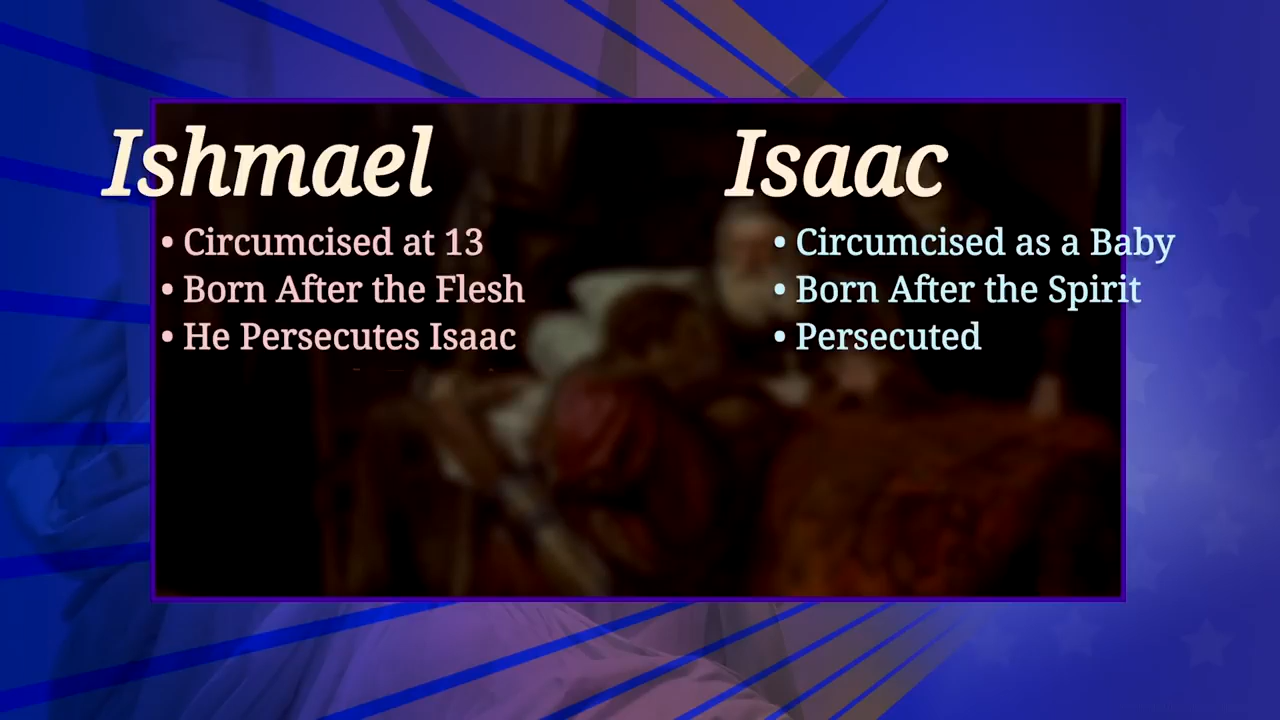 Ishmael
• Circumcised at 13
• Born After the Flesh
• He Persecutes Isaac
Isaac
• Circumcised as a Baby
• Born After the Spirit
• Persecuted